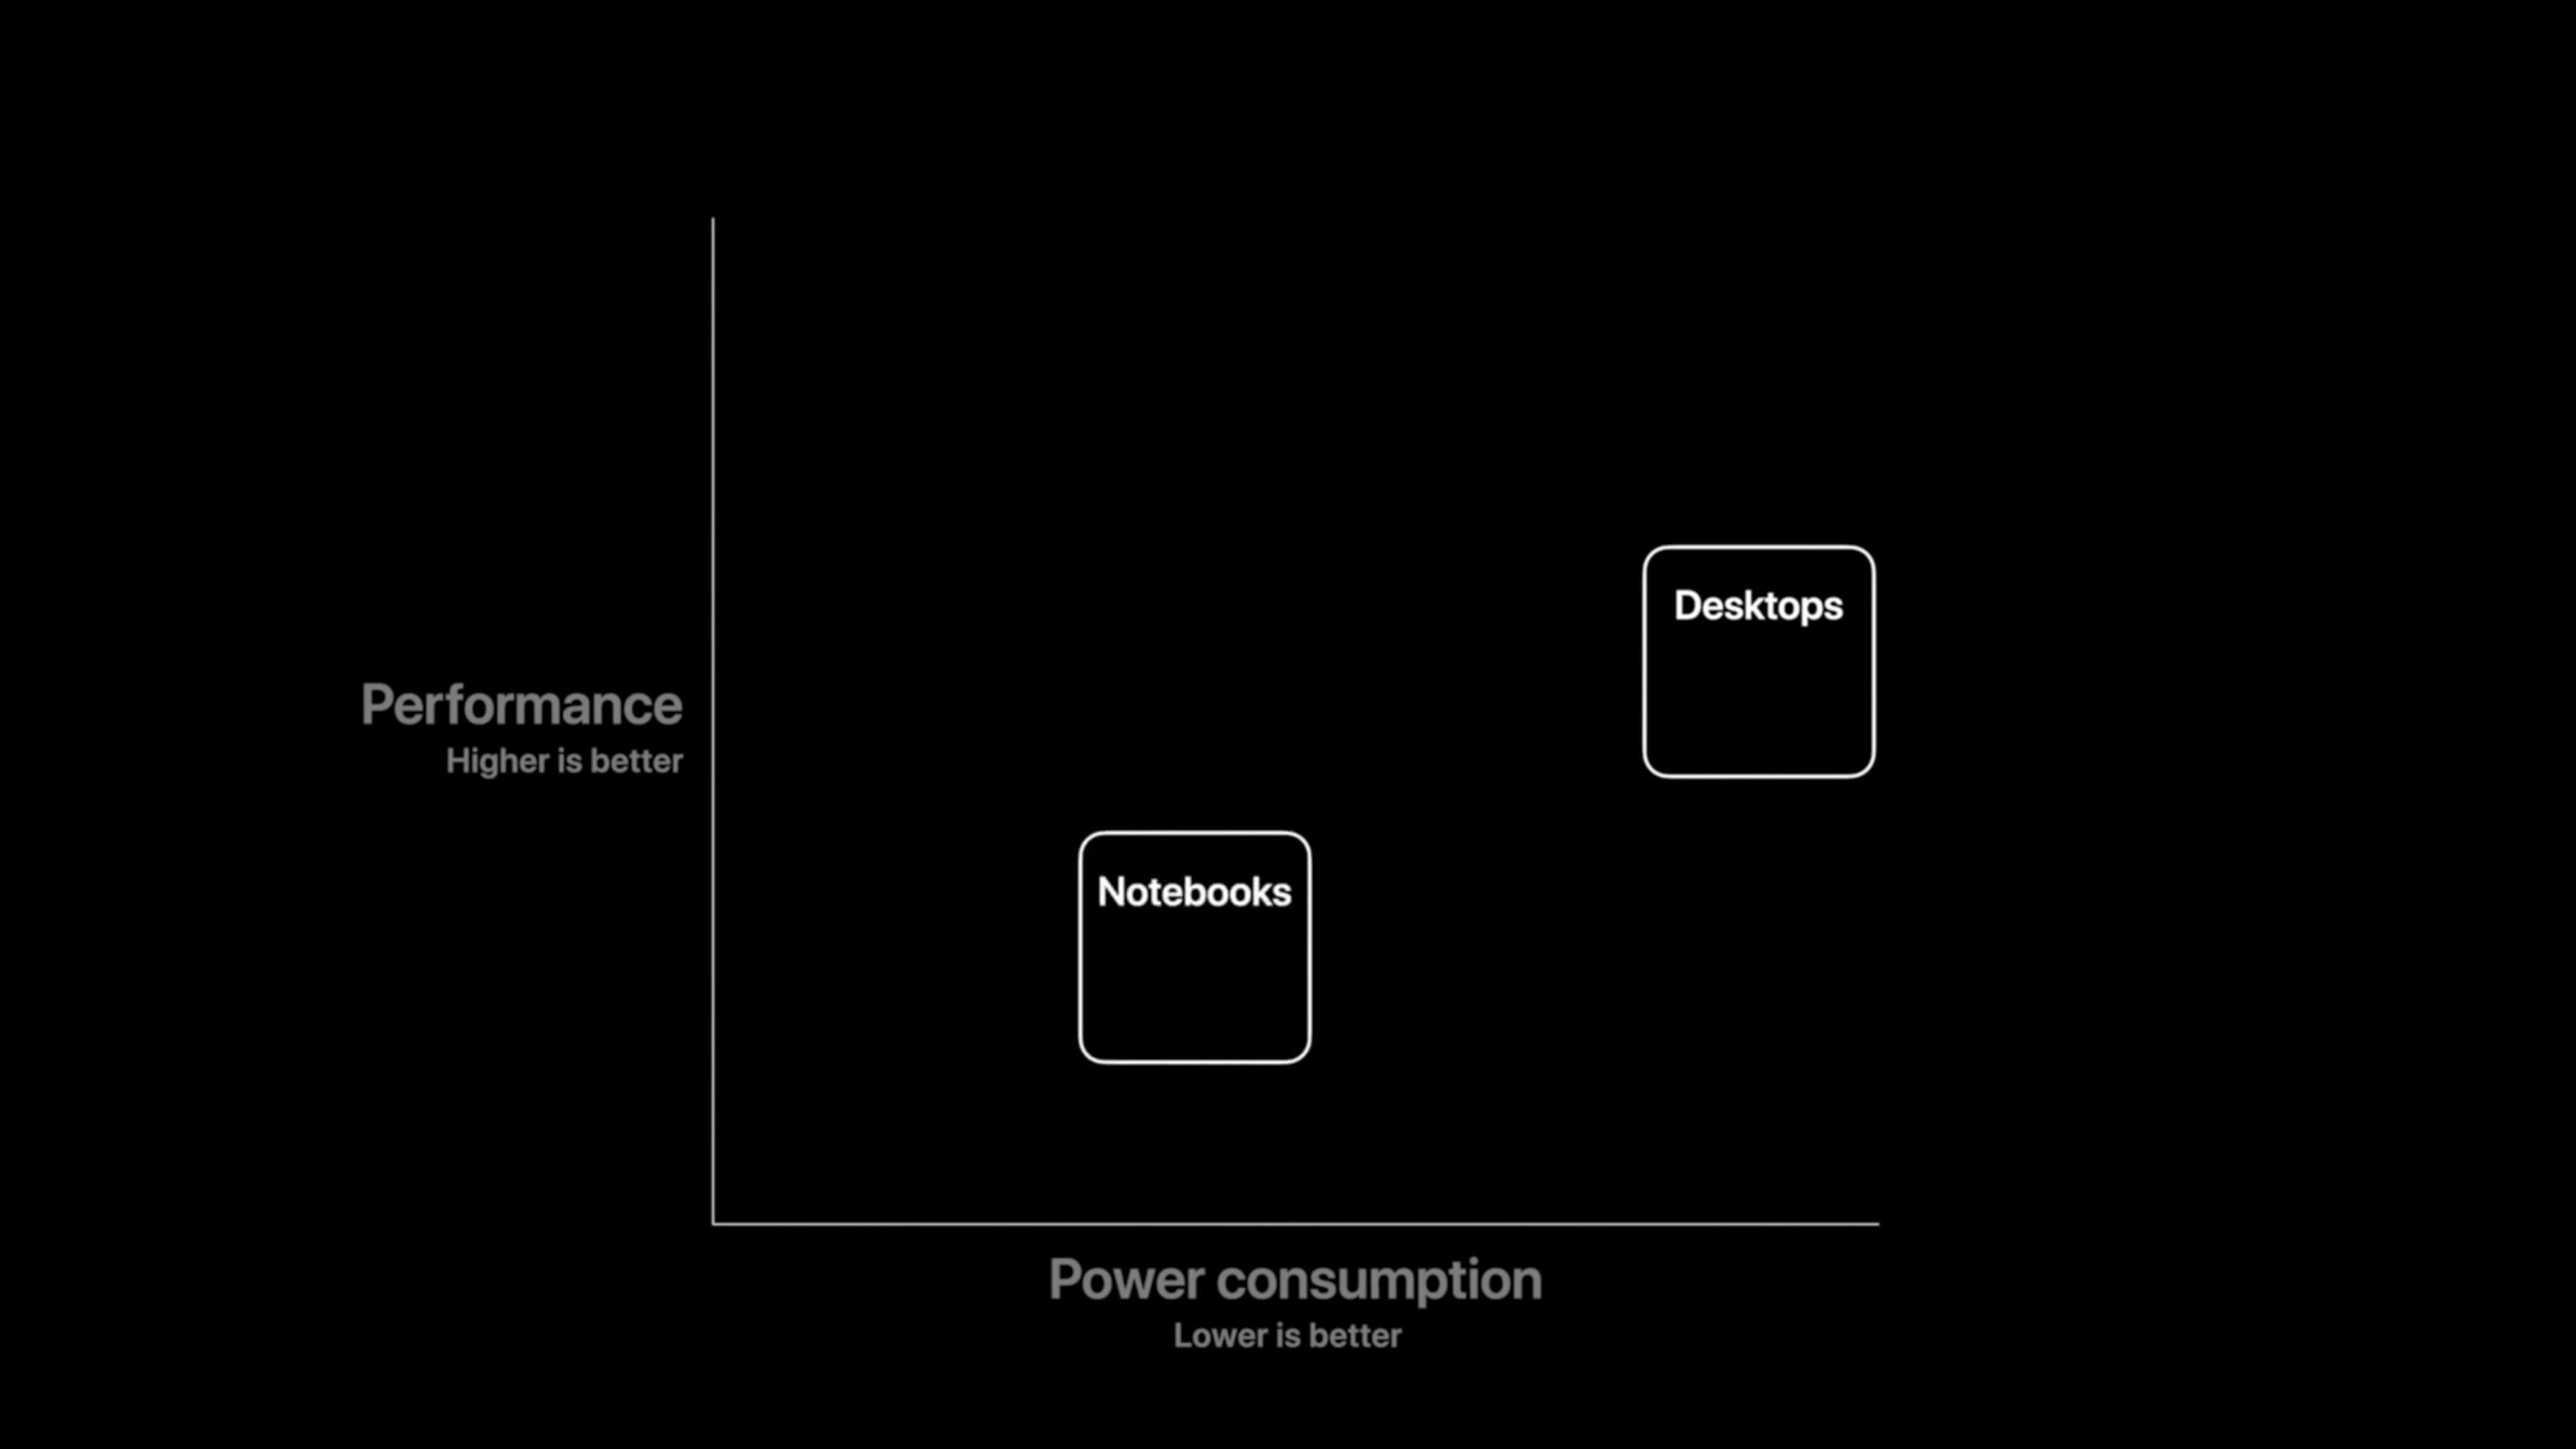 Desktops
Performance
Higher is better
Notebooks
Power consumption
Lower is better